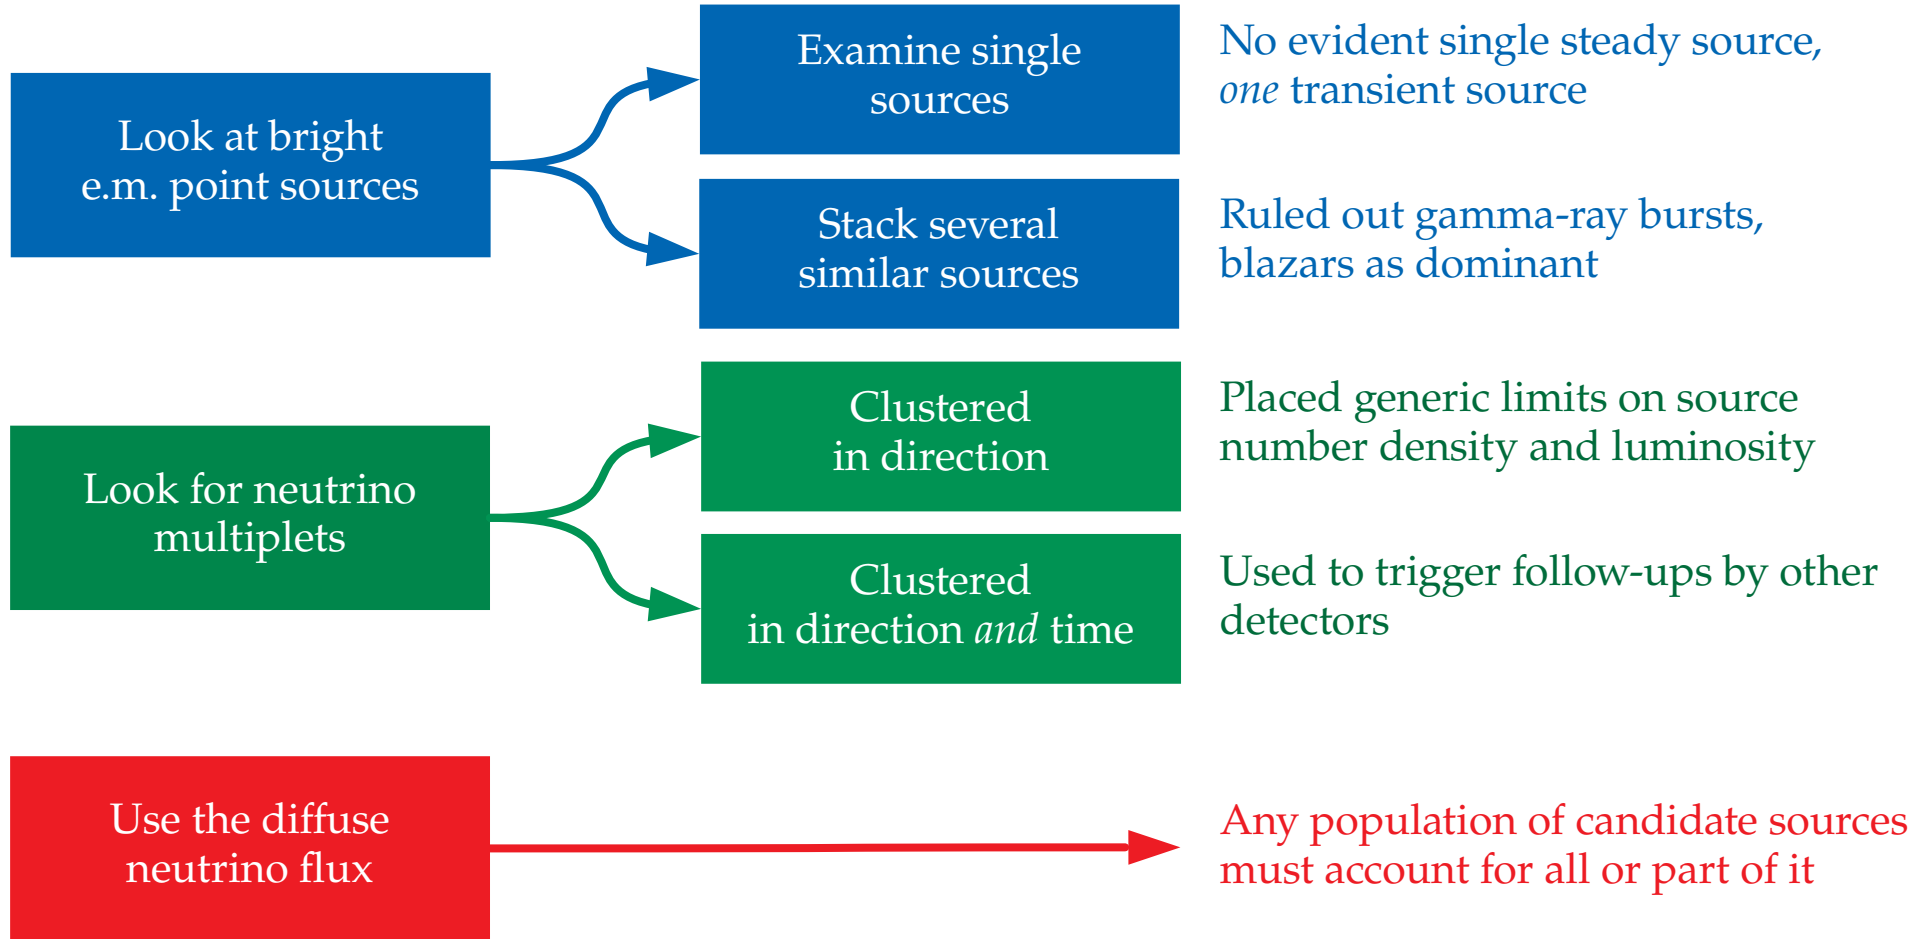 Look at bright
e.m. point sources
Examine single
sources
No evident single steady source,
one transient source
Stack several
similar sources
Ruled out gamma-ray bursts,
blazars as dominant
Look for neutrino
multiplets
Clustered
in direction
Placed generic limits on source
number density and luminosity
Clustered
in direction and time
Used to trigger follow-ups by other
detectors
Use the diffuse
neutrino flux
Any population of candidate sources
must account for all or part of it